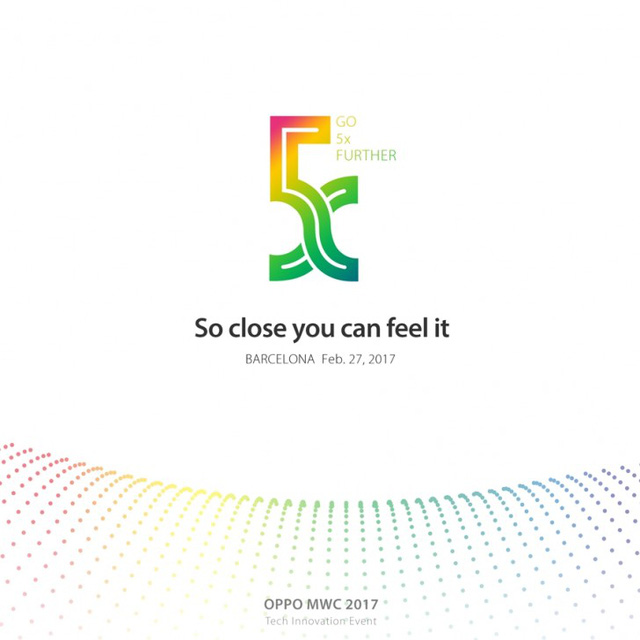 5x
GO
5x
FURTHER
So close you can feel it
BARCELONA Feb. 27, 2017
OPPO MWC 2017
Tech Innovation Event